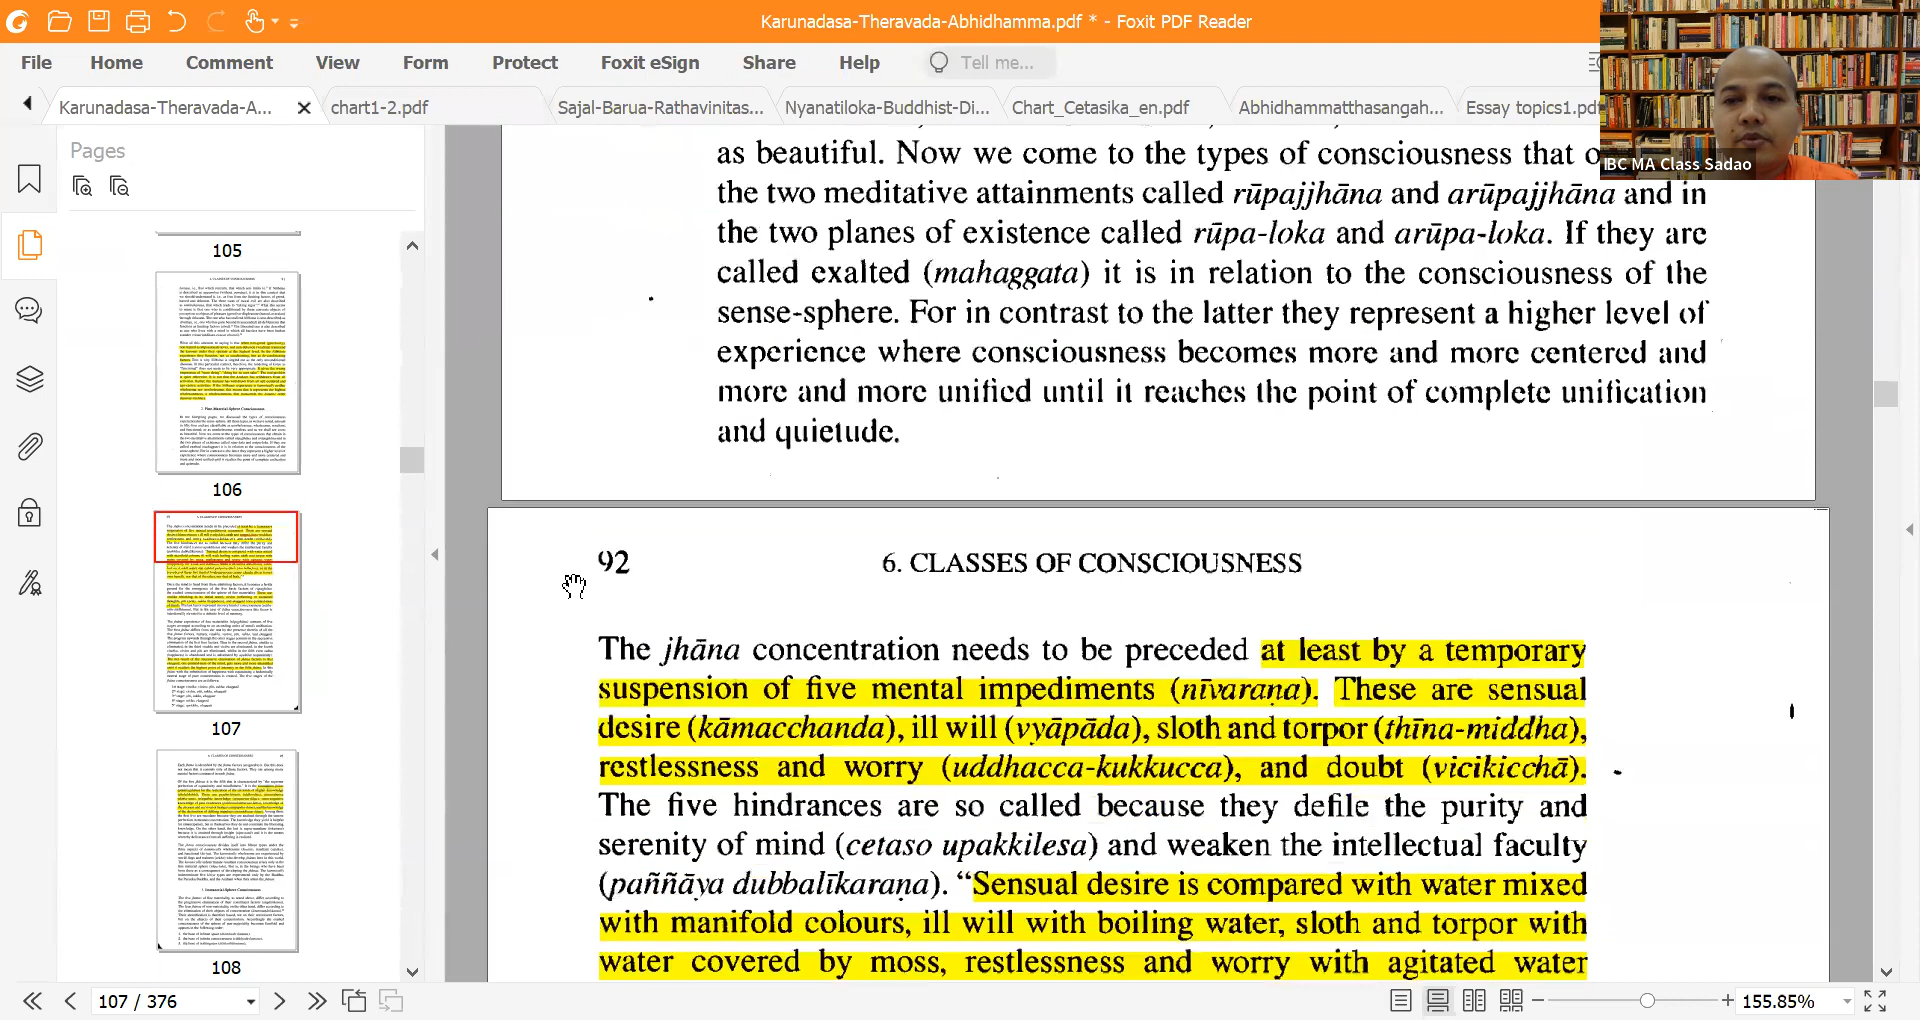 Karunadasa-Theravada-Abhidhamma.pdf * - Foxit PDF Reader
File Home Comment View Form Protect Foxit eSign Share Help Tell me...
Karunadasa-Theravada-A... chart1-2.pdf Sajal-Barua-Rathavinitas... Nyanatiloka-Buddhist-Di... Chart_Cetasika_en.pdf Abhidhammatthasangah... Essay topics1.pdf
IBC MA Class Sadao
Pages
105
106
107
108
as beautiful. Now we come to the types of consciousness that
the two meditative attainments called rūpajjhāna and arūpajjhāna and in
the two planes of existence called rūpa-loka and arūpa-loka. If they are
called exalted (mahaggata) it is in relation to the consciousness of the
sense-sphere. For in contrast to the latter they represent a higher level of
experience where consciousness becomes more and more centered and
more and more unified until it reaches the point of complete unification
and quietude.
92 6. CLASSES OF CONSCIOUSNESS
The jhāna concentration needs to be preceded at least by a temporary
suspension of five mental impediments (nīvaraṇa). These are sensual
desire (kāmacchanda), ill will (vyāpāda), sloth and torpor (thīna-middha),
restlessness and worry (uddhacca-kukkucca), and doubt (vicikicchā).
The five hindrances are so called because they defile the purity and
serenity of mind (cetaso upakkilesa) and weaken the intellectual faculty
(paññāya dubbalīkaraṇa). “Sensual desire is compared with water mixed
with manifold colours, ill will with boiling water, sloth and torpor with
water covered by moss, restlessness and worry with agitated water
107 / 376
155.85%